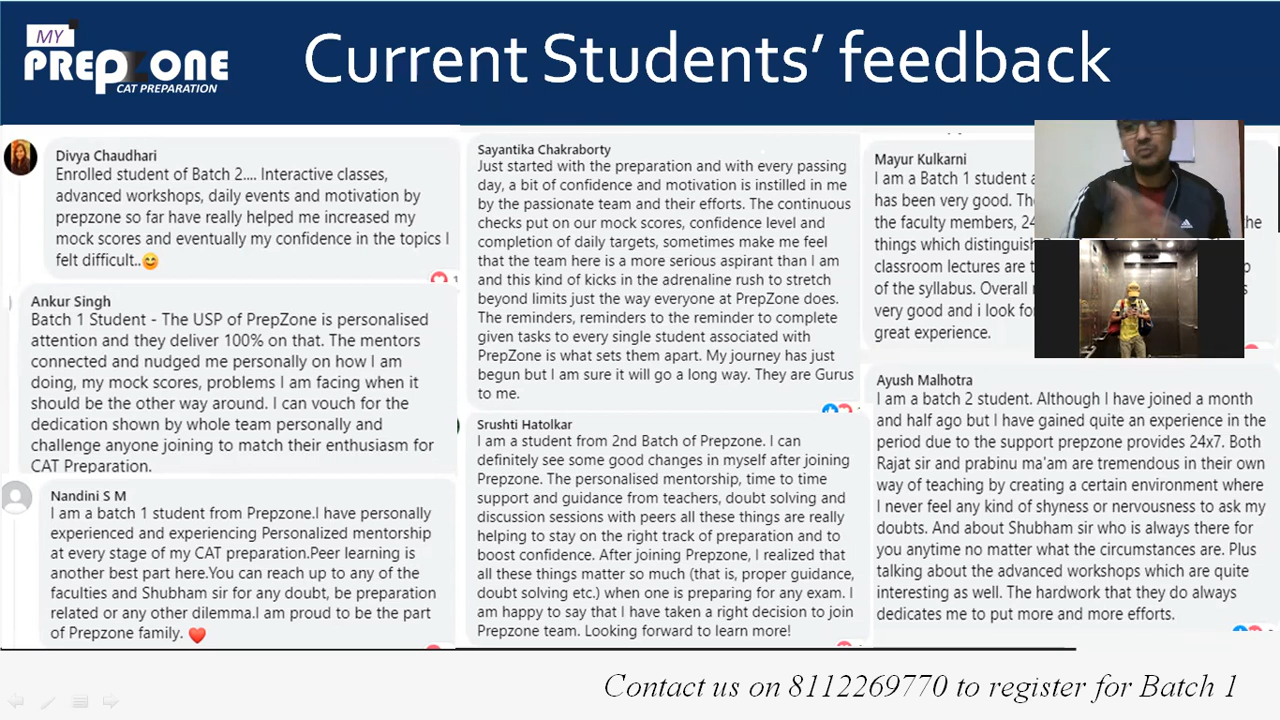 MY
PREPZONE
CAT PREPARATION
Current Students' feedback
Divya Chaudhari
Enrolled student of Batch 2.... Interactive classes,
advanced workshops, daily events and motivation by
prepzone so far have really helped me increased my
mock scores and eventually my confidence in the topics I
felt difficult..😊
1
Ankur Singh
Batch 1 Student - The USP of PrepZone is personalised
attention and they deliver 100% on that. The mentors
connected and nudged me personally on how I am
doing, my mock scores, problems I am facing when it
should be the other way around. I can vouch for the
dedication shown by whole team personally and
challenge anyone joining to match their enthusiasm for
CAT Preparation.
Nandini S M
I am a batch 1 student from Prepzone.I have personally
experienced and experiencing Personalized mentorship
at every stage of my CAT preparation.Peer learning is
another best part here.You can reach up to any of the
faculties and Shubham sir for any doubt, be preparation
related or any other dilemma.I am proud to be the part
of Prepzone family. ❤️
Sayantika Chakraborty
Just started with the preparation and with every passing
day, a bit of confidence and motivation is instilled in me
by the passionate team and their efforts. The continuous
checks put on our mock scores, confidence level and
completion of daily targets, sometimes make me feel
that the team here is a more serious aspirant than I am
and this kind of kicks in the adrenaline rush to stretch
beyond limits just the way everyone at PrepZone does.
The reminders, reminders to the reminder to complete
given tasks to every single student associated with
PrepZone is what sets them apart. My journey has just
begun but I am sure it will go a long way. They are Gurus
to me.
Srushti Hatolkar
I am a student from 2nd Batch of Prepzone. I can
definitely see some good changes in myself after joining
Prepzone. The personalised mentorship, time to time
support and guidance from teachers, doubt solving and
discussion sessions with peers all these things are really
helping to stay on the right track of preparation and to
boost confidence. After joining Prepzone, I realized that
all these things matter so much (that is, proper guidance,
doubt solving etc.) when one is preparing for any exam. I
am happy to say that I have taken a right decision to join
Prepzone team. Looking forward to learn more!
Mayur Kulkarni
I am a Batch 1 student
has been very good.
the faculty members, the
things which distinguish
classroom lectures are
of the syllabus. Overall
very good and i look
great experience.
Ayush Malhotra
I am a batch 2 student. Although I have joined a month
and half ago but I have gained quite an experience in the
period due to the support prepzone provides 24x7. Both
Rajat sir and prabinu ma'am are tremendous in their own
way of teaching by creating a certain environment where
I never feel any kind of shyness or nervousness to ask my
doubts. And about Shubham sir who is always there for
you anytime no matter what the circumstances are. Plus
talking about the advanced workshops which are quite
interesting as well. The hardwork that they do always
dedicates me to put more and more efforts.
Contact us on 8112269770 to register for Batch 1